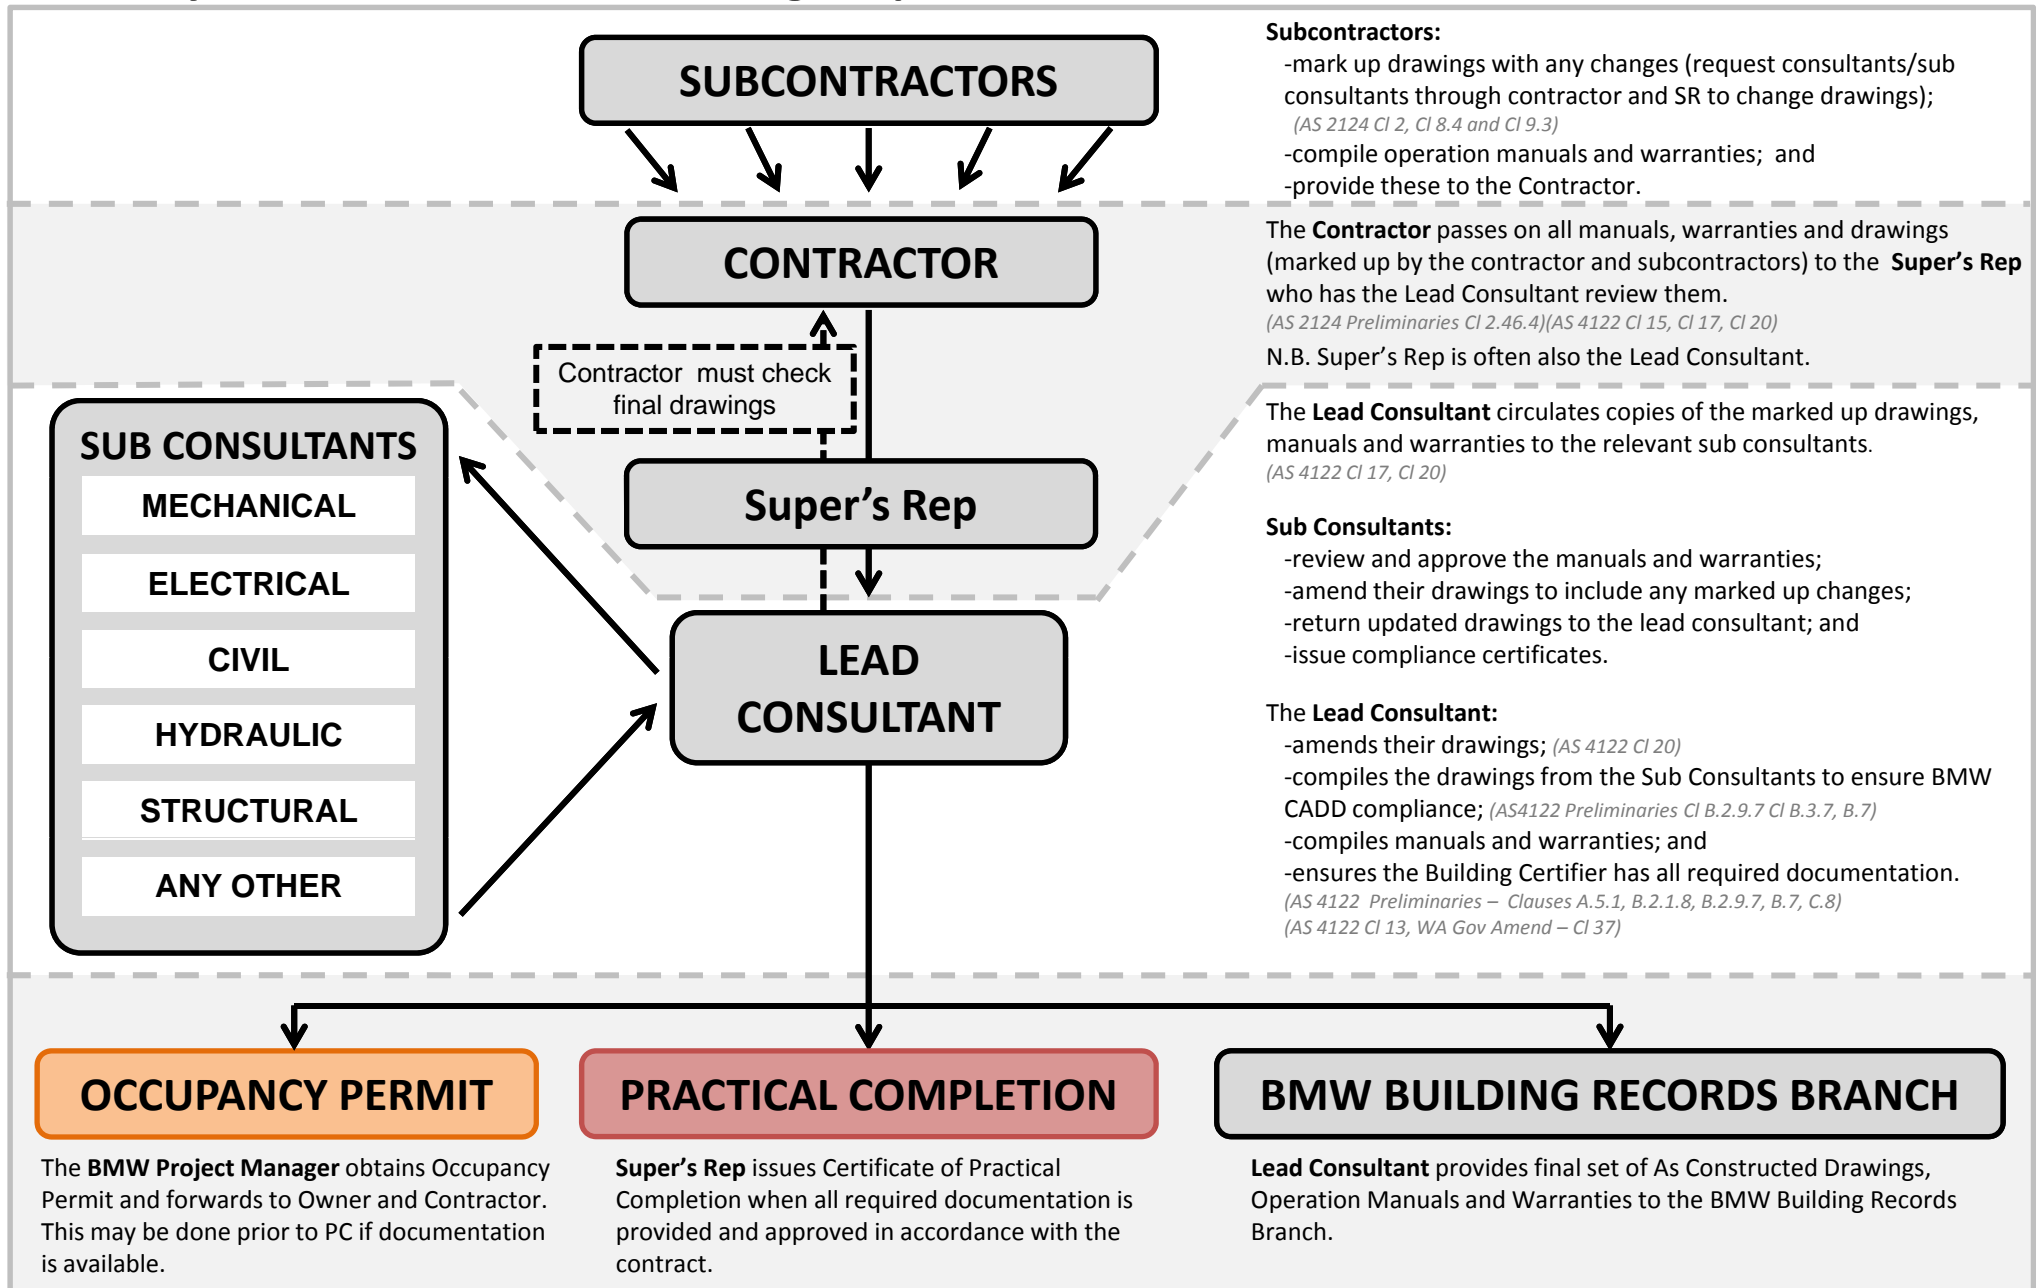 SUBCONTRACTORS
Subcontractors:
-mark up drawings with any changes (request consultants/sub
consultants through contractor and SR to change drawings);
(AS 2124 Cl 2, Cl 8.4 and Cl 9.3)
-compile operation manuals and warranties;  and
-provide these to the Contractor.
CONTRACTOR
The Contractor passes on all manuals, warranties and drawings
(marked up by the contractor and subcontractors) to the  Super’s Rep
who has the Lead Consultant review them.
(AS 2124 Preliminaries Cl 2.46.4)(AS 4122 Cl 15, Cl 17, Cl 20)
N.B. Super’s Rep is often also the Lead Consultant.
Contractor  must check
final drawings
Super’s Rep
SUB CONSULTANTS
MECHANICAL
ELECTRICAL
CIVIL
HYDRAULIC
STRUCTURAL
ANY OTHER
LEAD
CONSULTANT
The Lead Consultant circulates copies of the marked up drawings,
manuals and warranties to the relevant sub consultants.
(AS 4122 Cl 17, Cl 20)
Sub Consultants:
-review and approve the manuals and warranties;
-amend their drawings to include any marked up changes;
-return updated drawings to the lead consultant; and
-issue compliance certificates.
The Lead Consultant:
-amends their drawings; (AS 4122 Cl 20)
-compiles the drawings from the Sub Consultants to ensure BMW
CADD compliance; (AS4122 Preliminaries Cl B.2.9.7 Cl B.3.7, B.7)
-compiles manuals and warranties; and
-ensures the Building Certifier has all required documentation.
(AS 4122  Preliminaries –  Clauses A.5.1, B.2.1.8, B.2.9.7, B.7, C.8)
(AS 4122 Cl 13, WA Gov Amend – Cl 37)
OCCUPANCY PERMIT
The BMW Project Manager obtains Occupancy
Permit and forwards to Owner and Contractor.
This may be done prior to PC if documentation
is available.
PRACTICAL COMPLETION
Super’s Rep issues Certificate of Practical
Completion when all required documentation is
provided and approved in accordance with the
contract.
BMW BUILDING RECORDS BRANCH
Lead Consultant provides final set of As Constructed Drawings,
Operation Manuals and Warranties to the BMW Building Records
Branch.